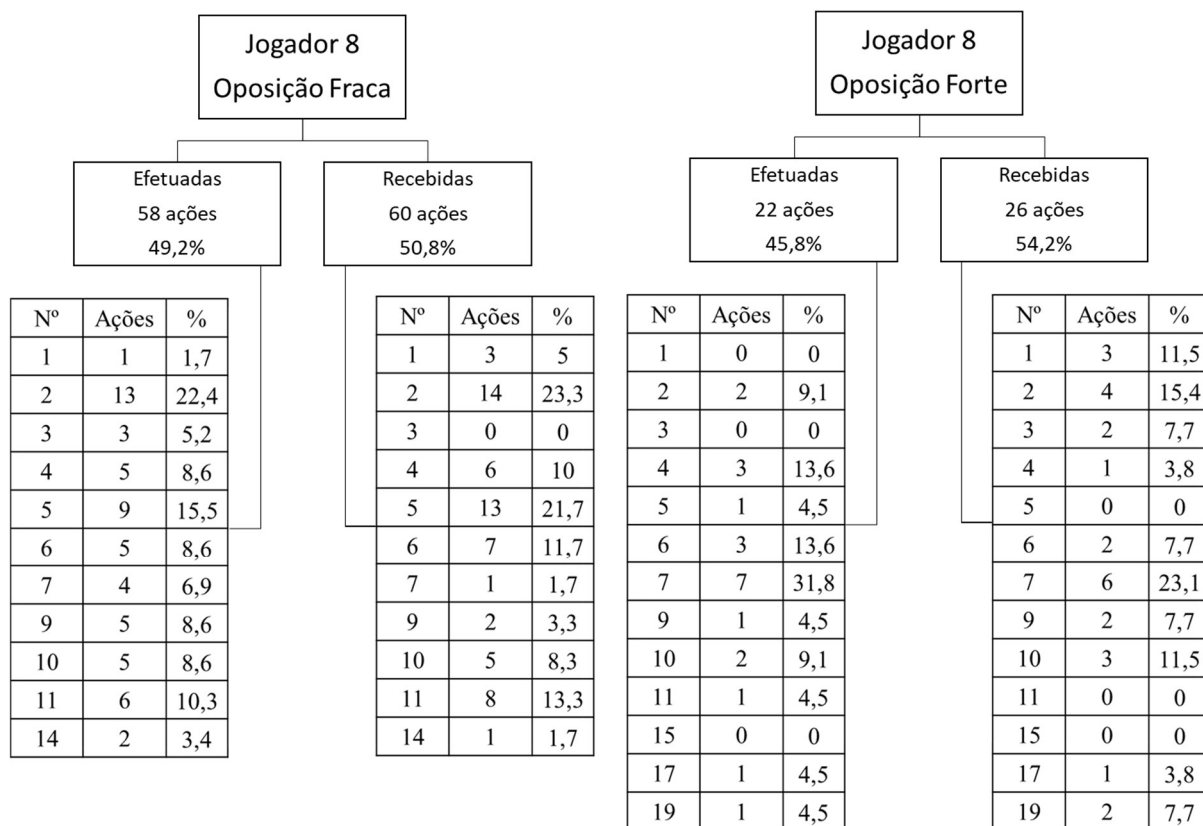 Jogador 8
Oposição Fraca
Efetuadas
58 ações
49,2%
Recebidas
60 ações
50,8%
Nº Ações %
1 1 1,7
2 13 22,4
3 3 5,2
4 5 8,6
5 9 15,5
6 5 8,6
7 4 6,9
9 5 8,6
10 5 8,6
11 6 10,3
14 2 3,4
Nº Ações %
1 3 5
2 14 23,3
3 0 0
4 6 10
5 13 21,7
6 7 11,7
7 1 1,7
9 2 3,3
10 5 8,3
11 8 13,3
14 1 1,7
Jogador 8
Oposição Forte
Efetuadas
22 ações
45,8%
Recebidas
26 ações
54,2%
Nº Ações %
1 0 0
2 2 9,1
3 0 0
4 3 13,6
5 1 4,5
6 3 13,6
7 7 31,8
9 1 4,5
10 2 9,1
11 1 4,5
15 0 0
17 1 4,5
19 1 4,5
Nº Ações %
1 3 11,5
2 4 15,4
3 2 7,7
4 1 3,8
5 0 0
6 2 7,7
7 6 23,1
9 2 7,7
10 3 11,5
11 0 0
15 0 0
17 1 3,8
19 2 7,7